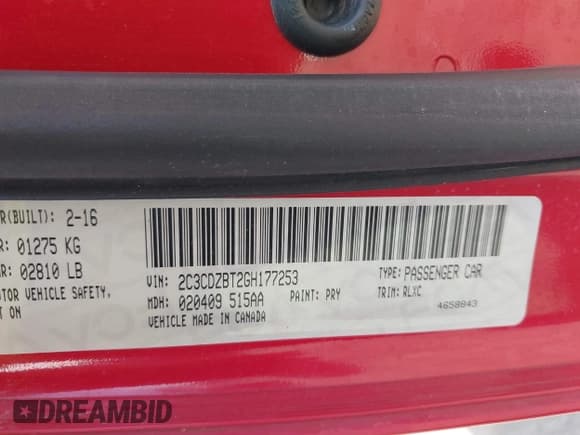 R(BUILT): 2-16
R 01275 KG
R 02810 LB
TOR VEHICLE SAFETY,
T ON
VIN: 2C3CDZBT2GH177253
TYPE: PASSENGER CAR
MDH: 020409 515AA
PAINT: PRY
TRIM: RLXC
VEHICLE MADE IN CANADA
4658843
DREAMBID